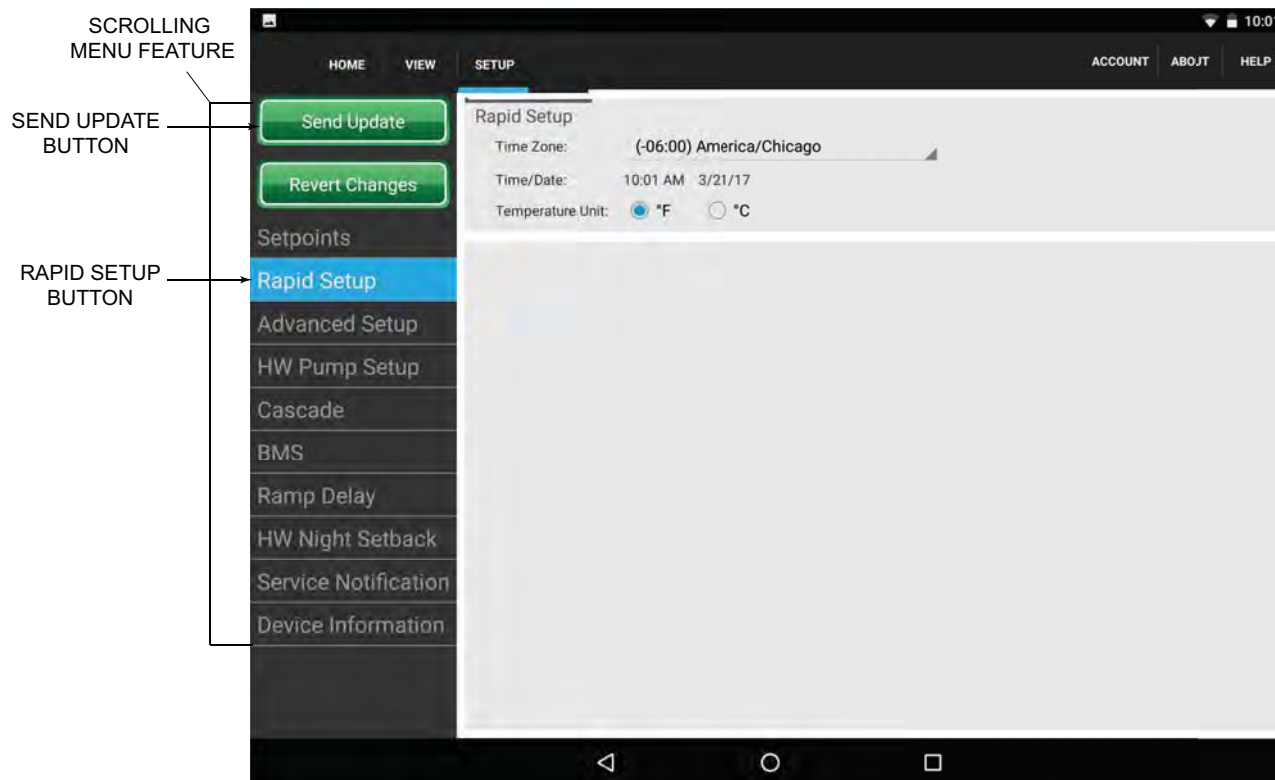 SCROLLING
MENU FEATURE
SEND UPDATE
BUTTON
RAPID SETUP
BUTTON
10:01
HOME VIEW SETUP ACCOUNT ABOJT HELP
Send Update
Revert Changes
Setpoints
Rapid Setup
Advanced Setup
HW Pump Setup
Cascade
BMS
Ramp Delay
HW Night Setback
Service Notification
Device Information
Rapid Setup
Time Zone: (-06:00) America/Chicago
Time/Date: 10:01 AM 3/21/17
Temperature Unit: °F °C